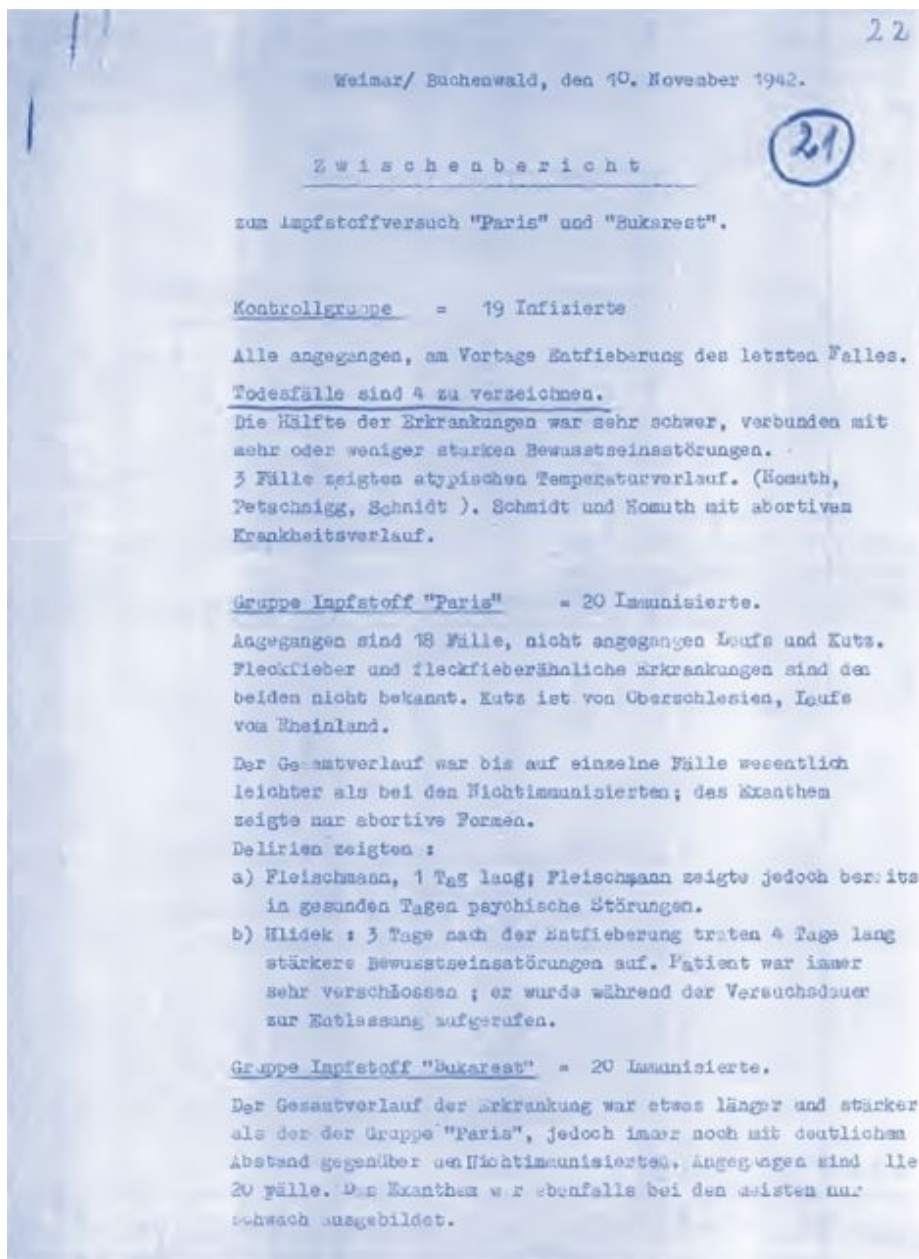 22
Weimar/ Buchenwald, den 10. November 1942.
21
Zwischenbericht
zum Impfstoffversuch "Paris" und "Bukarest".
Kontrollgruppe = 19 Infizierte
Alle angegangen, am Vortage Entfieberung des letzten Falles.
Todesfälle sind 4 zu verzeichnen.
Die Hälfte der Erkrankungen war sehr schwer, verbunden mit
mehr oder weniger starken Bewusstseinsstörungen.
3 Fälle zeigten atypischen Temperaturverlauf. (Homuth,
Petschnigg, Schmidt ). Schmidt und Homuth mit abortivem
Krankheitsverlauf.
Gruppe Impfstoff "Paris" = 20 Immunisierte.
Angegangen sind 18 Fälle, nicht angegangen Loufs und Kutz.
Fleckfieber und fleckfieberähnliche Erkrankungen sind den
beiden nicht bekannt. Kutz ist von Oberschlesien, Loufs
vom Rheinland.
Der Gesamtverlauf war bis auf einzelne Fälle wesentlich
leichter als bei den Nichtimmunisierten; das Exanthem
zeigte nur abortive Formen.
Delirien zeigten :
a) Fleischmann, 1 Tag lang; Fleischmann zeigte jedoch bereits
in gesunden Tagen psychische Störungen.
b) Hlidek : 3 Tage nach der Entfieberung traten 4 Tage lang
stärkere Bewusstseinsstörungen auf. Patient war immer
sehr verschlossen ; er wurde während der Versuchsdauer
zur Entlassung aufgerufen.
Gruppe Impfstoff "Bukarest" = 20 Immunisierte.
Der Gesamtverlauf der Erkrankung war etwas länger und stärker
als der der Gruppe "Paris", jedoch immer noch mit deutlichem
Abstand gegenüber den Nichtimmunisierten. Angegangen sind alle
20 Fälle. Das Exanthem war ebenfalls bei den meisten nur
schwach ausgebildet.